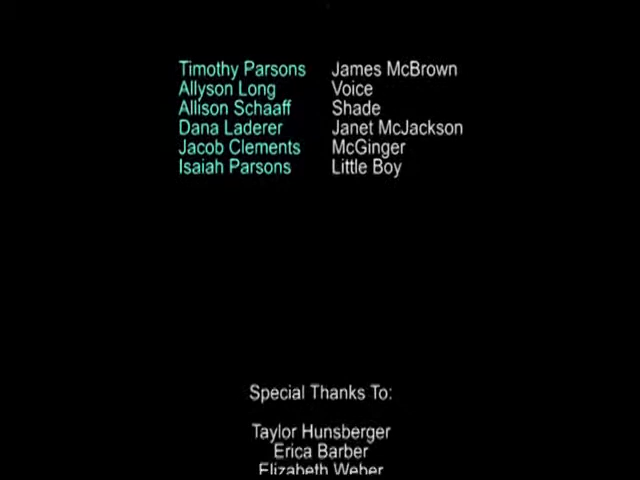 Timothy Parsons James McBrown
Allyson Long Voice
Allison Schaaff Shade
Dana Laderer Janet McJackson
Jacob Clements McGinger
Isaiah Parsons Little Boy
Special Thanks To:
Taylor Hunsberger
Erica Barber
Elizabeth Weber